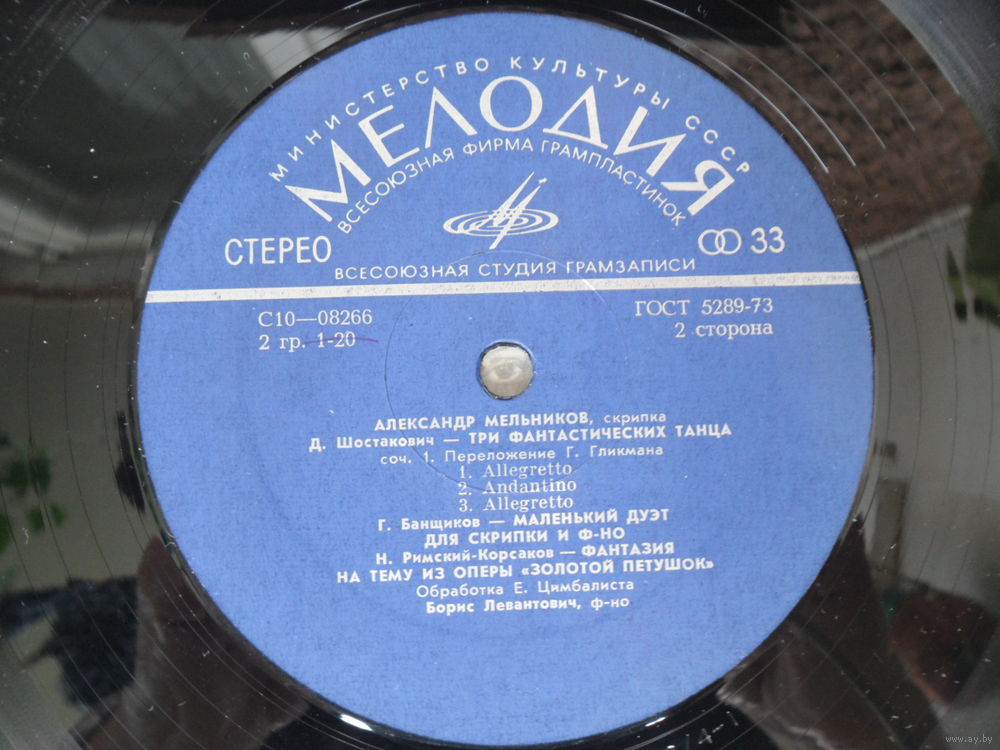 МИНИСТЕРСТВО КУЛЬТУРЫ СССР
МЕЛОДИЯ
ВСЕСОЮЗНАЯ ФИРМА ГРАМПЛАСТИНОК
СТЕРЕО
33
ВСЕСОЮЗНАЯ СТУДИЯ ГРАМЗАПИСИ
С10—08266
ГОСТ 5289-73
2 гр. 1-20
2 сторона
АЛЕКСАНДР МЕЛЬНИКОВ, скрипка
Д. Шостакович — ТРИ ФАНТАСТИЧЕСКИХ ТАНЦА
соч. 1. Переложение Г. Гликмана
1. Allegretto
2. Andantino
3. Allegretto
Г. Банщиков — МАЛЕНЬКИЙ ДУЭТ
ДЛЯ СКРИПКИ И Ф-НО
Н. Римский-Корсаков — ФАНТАЗИЯ
НА ТЕМУ ИЗ ОПЕРЫ «ЗОЛОТОЙ ПЕТУШОК»
Обработка Е. Цимбалиста
Борис Левантович, ф-но
www.ay.by